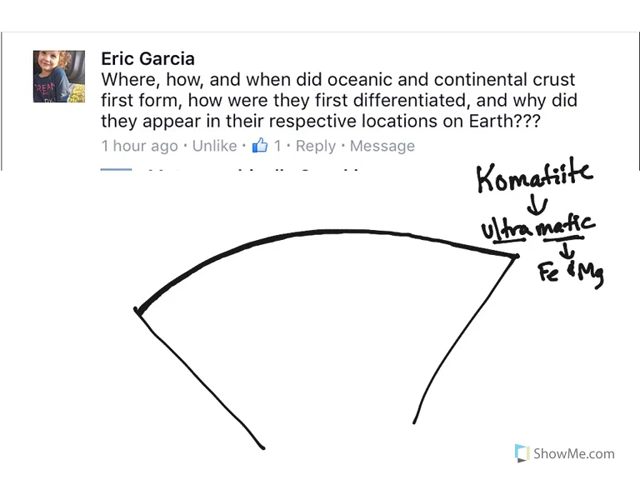 Eric Garcia
Where, how, and when did oceanic and continental crust
first form, how were they first differentiated, and why did
they appear in their respective locations on Earth???
1 hour ago · Unlike · 1 · Reply · Message
Komatiite
ultramafic
Fe & Mg
ShowMe.com